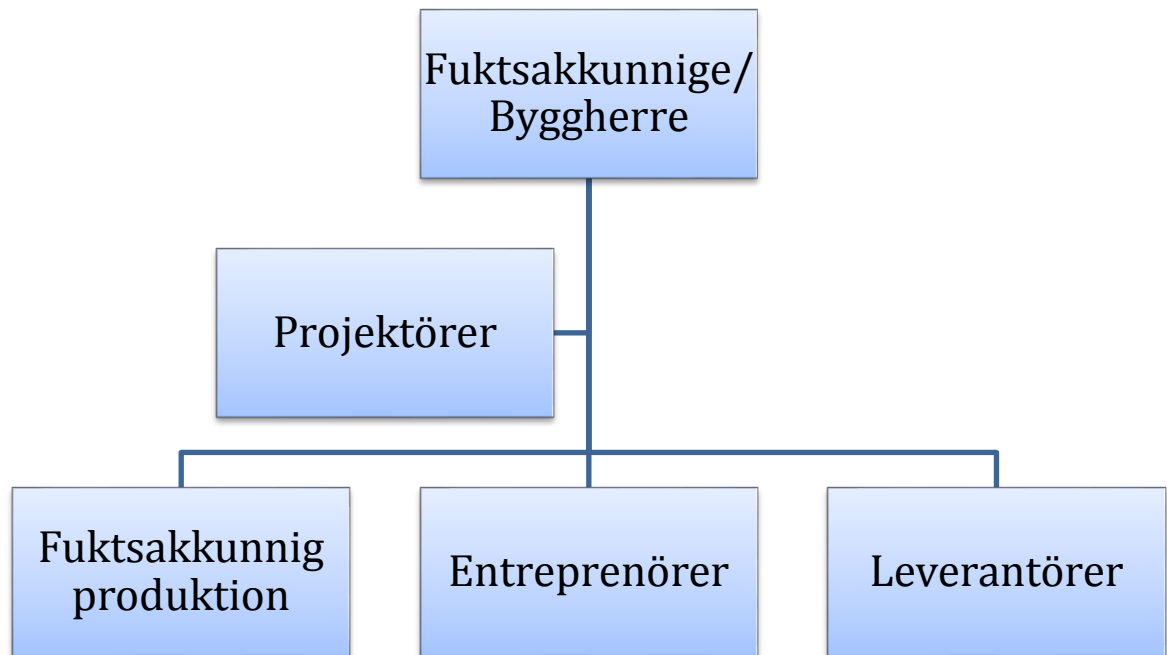 Fuktsakkunnige/
Byggherre
Projektörer
Fuktsakkunnig
produktion
Entreprenörer
Leverantörer